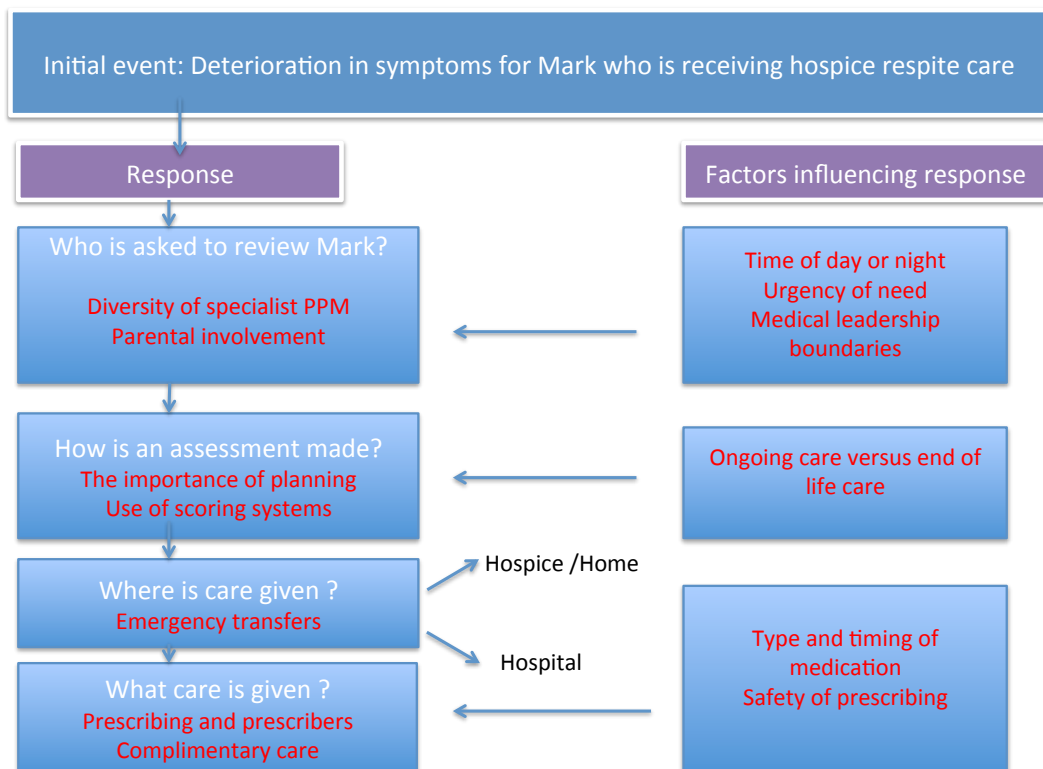 Initial event: Deterioration in symptoms for Mark who is receiving hospice respite care
Response
Factors influencing response
Who is asked to review Mark?
Diversity of specialist PPM
Parental involvement
Time of day or night
Urgency of need
Medical leadership
boundaries
How is an assessment made?
The importance of planning
Use of scoring systems
Ongoing care versus end of
life care
Where is care given ?
Emergency transfers
Hospice /Home
Hospital
What care is given ?
Prescribing and prescribers
Complimentary care
Type and timing of
medication
Safety of prescribing